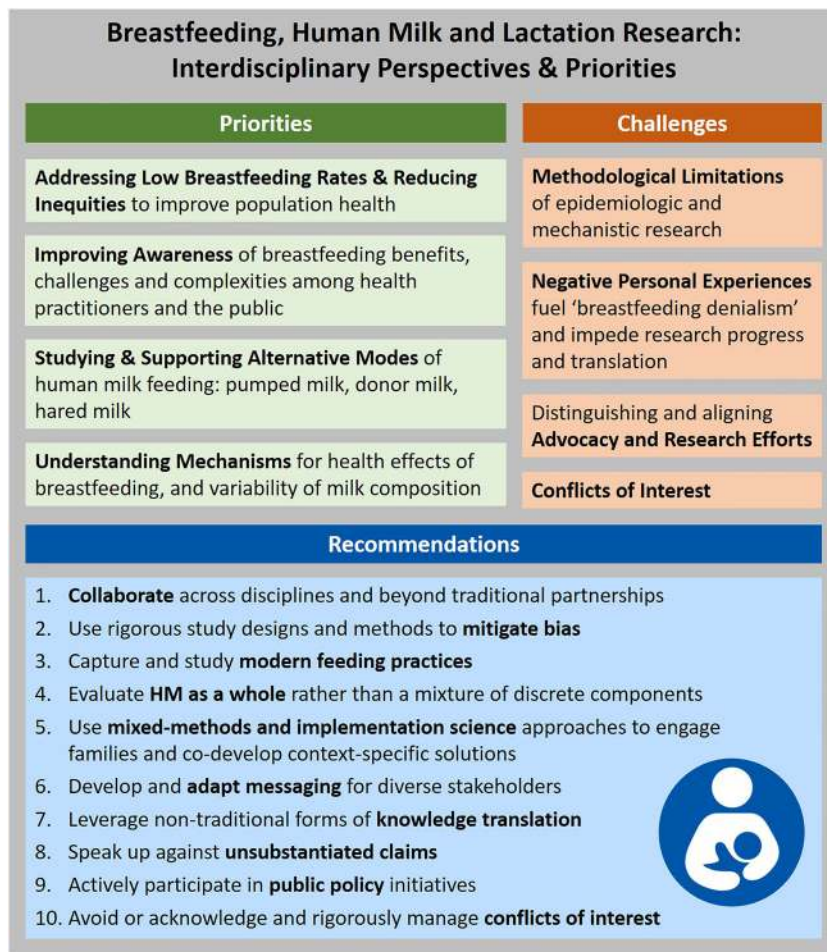 Breastfeeding, Human Milk and Lactation Research:
Interdisciplinary Perspectives & Priorities
Priorities
Addressing Low Breastfeeding Rates & Reducing
Inequities to improve population health
Improving Awareness of breastfeeding benefits,
challenges and complexities among health
practitioners and the public
Studying & Supporting Alternative Modes of
human milk feeding: pumped milk, donor milk,
hared milk
Understanding Mechanisms for health effects of
breastfeeding, and variability of milk composition
Challenges
Methodological Limitations
of epidemiologic and
mechanistic research
Negative Personal Experiences
fuel ‘breastfeeding denialism’
and impede research progress
and translation
Distinguishing and aligning
Advocacy and Research Efforts
Conflicts of Interest
Recommendations
1. Collaborate across disciplines and beyond traditional partnerships
2. Use rigorous study designs and methods to mitigate bias
3. Capture and study modern feeding practices
4. Evaluate HM as a whole rather than a mixture of discrete components
5. Use mixed-methods and implementation science approaches to engage
families and co-develop context-specific solutions
6. Develop and adapt messaging for diverse stakeholders
7. Leverage non-traditional forms of knowledge translation
8. Speak up against unsubstantiated claims
9. Actively participate in public policy initiatives
10. Avoid or acknowledge and rigorously manage conflicts of interest